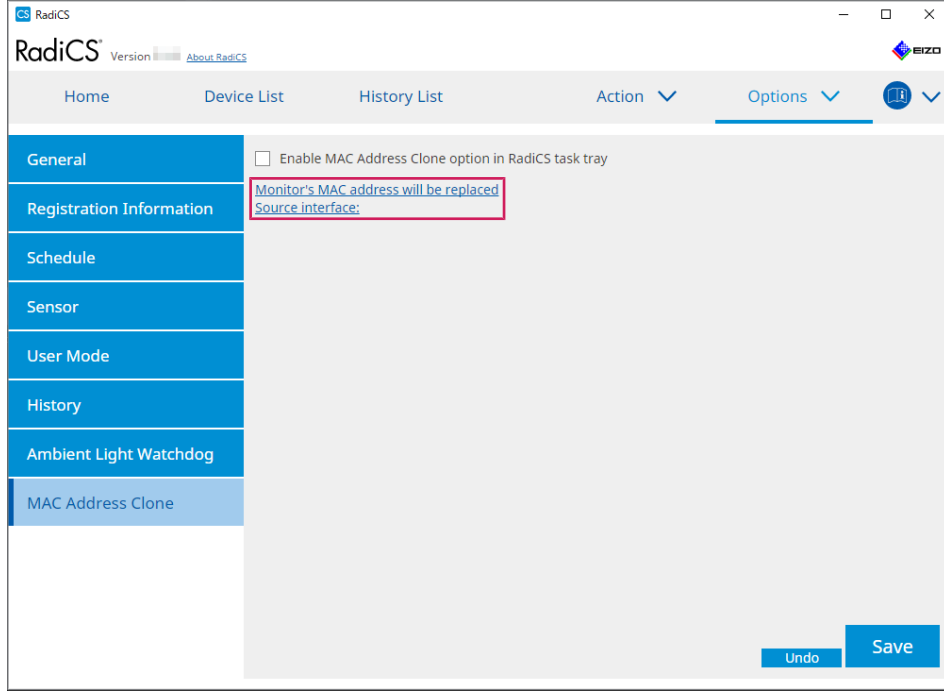 CS RadiCS
RadiCS® Version About RadiCS
EIZO
Home Device List History List Action Options
General
Registration Information
Schedule
Sensor
User Mode
History
Ambient Light Watchdog
MAC Address Clone
Enable MAC Address Clone option in RadiCS task tray
Monitor's MAC address will be replaced
Source interface:
Undo
Save